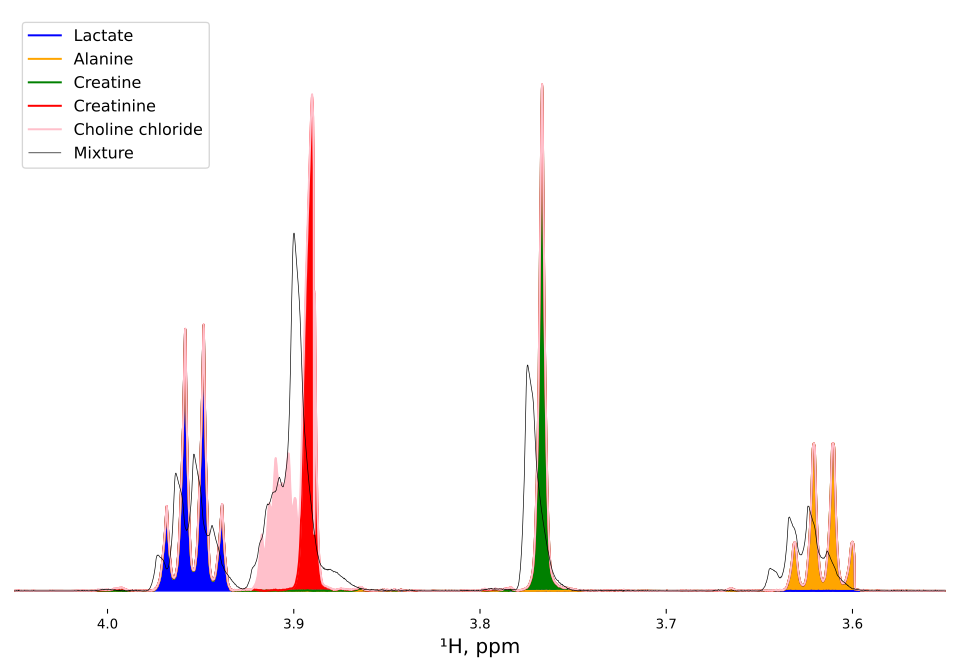 Lactate
Alanine
Creatine
Creatinine
Choline chloride
Mixture
4.0 3.9 3.8 3.7 3.6
¹H, ppm